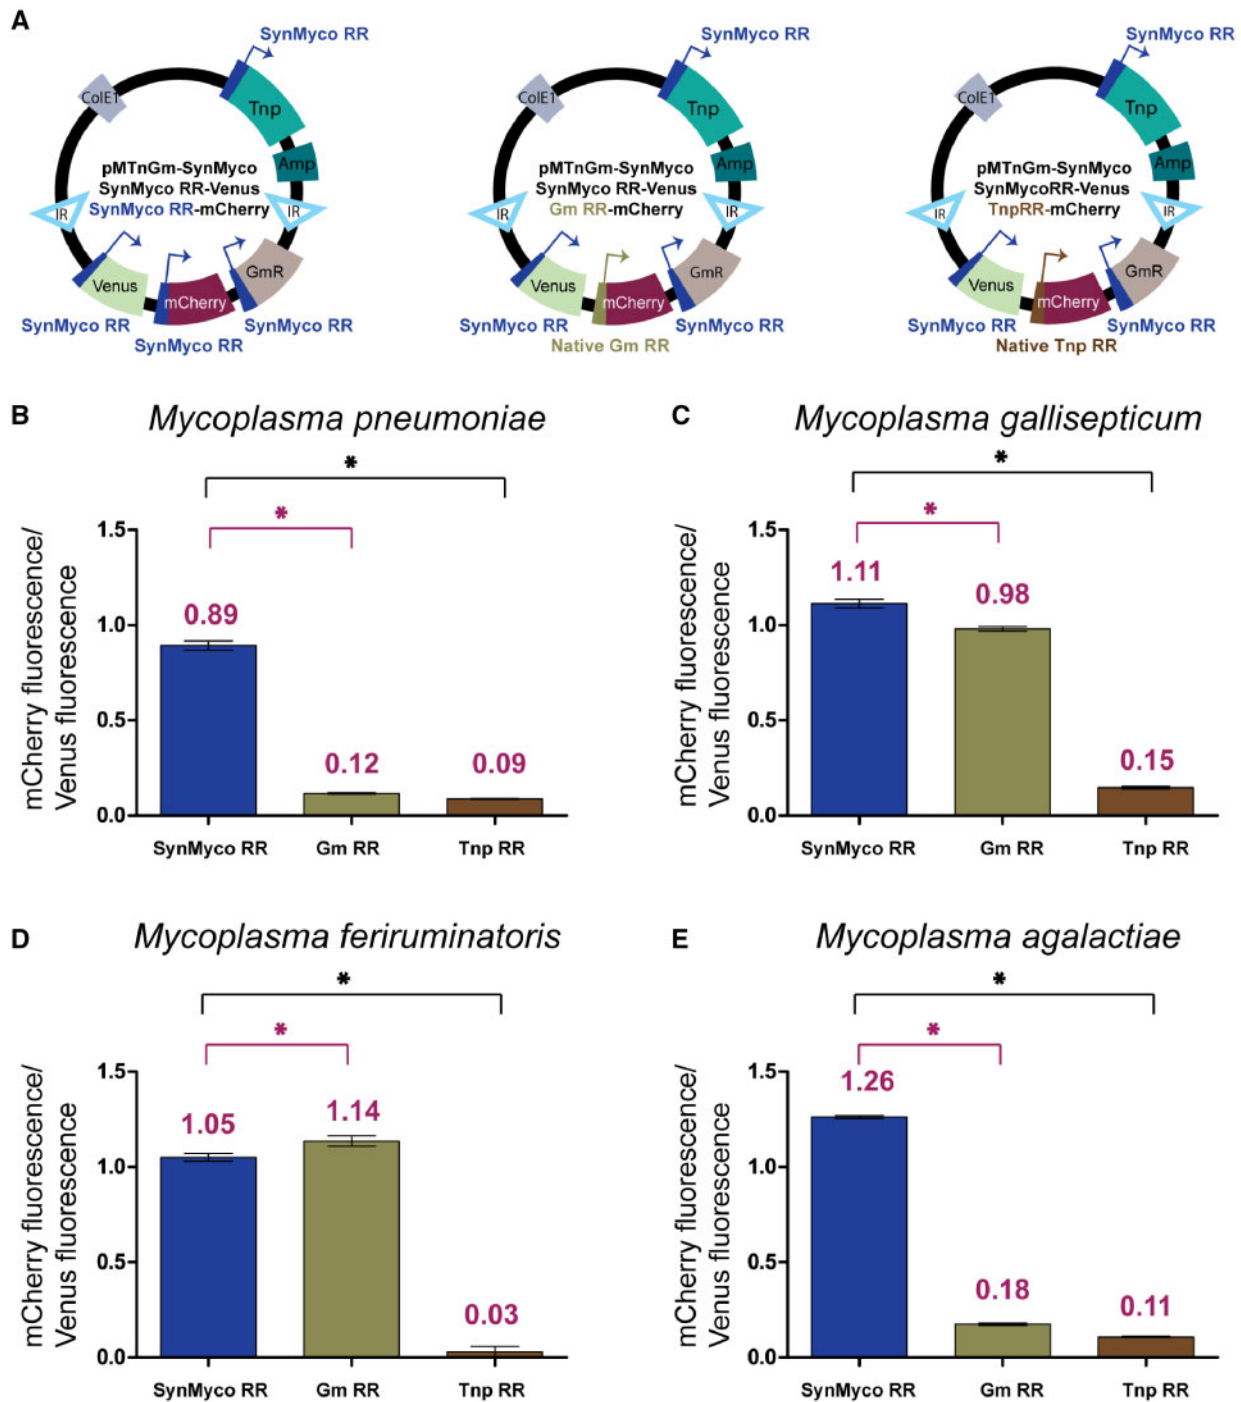 A
SynMyco RR
ColE1
Tnp
Amp
pMTnGm-SynMyco
SynMyco RR-Venus
SynMyco RR-mCherry
IR
IR
Venus
mCherry
GmR
SynMyco RR
SynMyco RR
SynMyco RR
SynMyco RR
ColE1
Tnp
Amp
pMTnGm-SynMyco
SynMyco RR-Venus
Gm RR-mCherry
IR
IR
Venus
mCherry
GmR
SynMyco RR
SynMyco RR
Native Gm RR
SynMyco RR
ColE1
Tnp
Amp
pMTnGm-SynMyco
SynMycoRR-Venus
TnpRR-mCherry
IR
IR
Venus
mCherry
GmR
SynMyco RR
SynMyco RR
Native Tnp RR
B
Mycoplasma pneumoniae
*
*
mCherry fluorescence/
Venus fluorescence
1.5
1.0
0.5
0.0
0.89
0.12
0.09
SynMyco RR
Gm RR
Tnp RR
C
Mycoplasma gallisepticum
*
*
mCherry fluorescence/
Venus fluorescence
1.5
1.0
0.5
0.0
1.11
0.98
0.15
SynMyco RR
Gm RR
Tnp RR
D
Mycoplasma feriruminatoris
*
*
mCherry fluorescence/
Venus fluorescence
1.5
1.0
0.5
0.0
1.05
1.14
0.03
SynMyco RR
Gm RR
Tnp RR
E
Mycoplasma agalactiae
*
*
mCherry fluorescence/
Venus fluorescence
1.5
1.0
0.5
0.0
1.26
0.18
0.11
SynMyco RR
Gm RR
Tnp RR